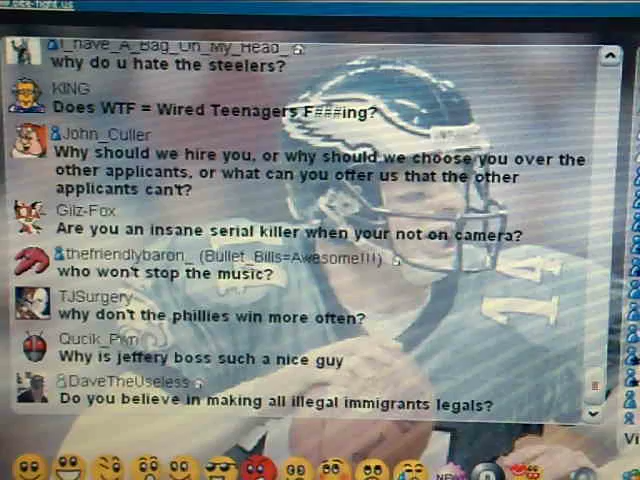 I_have_A_Bag_On_My_Head_
why do u hate the steelers?
KING
Does WTF = Wired Teenagers F###ing?
John_Culler
Why should we hire you, or why should we choose you over the
other applicants, or what can you offer us that the other
applicants can't?
Gilz-Fox
Are you an insane serial killer when your not on camera?
thefriendlybaron_ (Bullet_Bills=Awesome!!!)
who won't stop the music?
TJSurgery
why don't the phillies win more often?
Qucik_Pwn
Why is jeffery boss such a nice guy
DaveTheUseless
Do you believe in making all illegal immigrants legals?
Vi
NEW